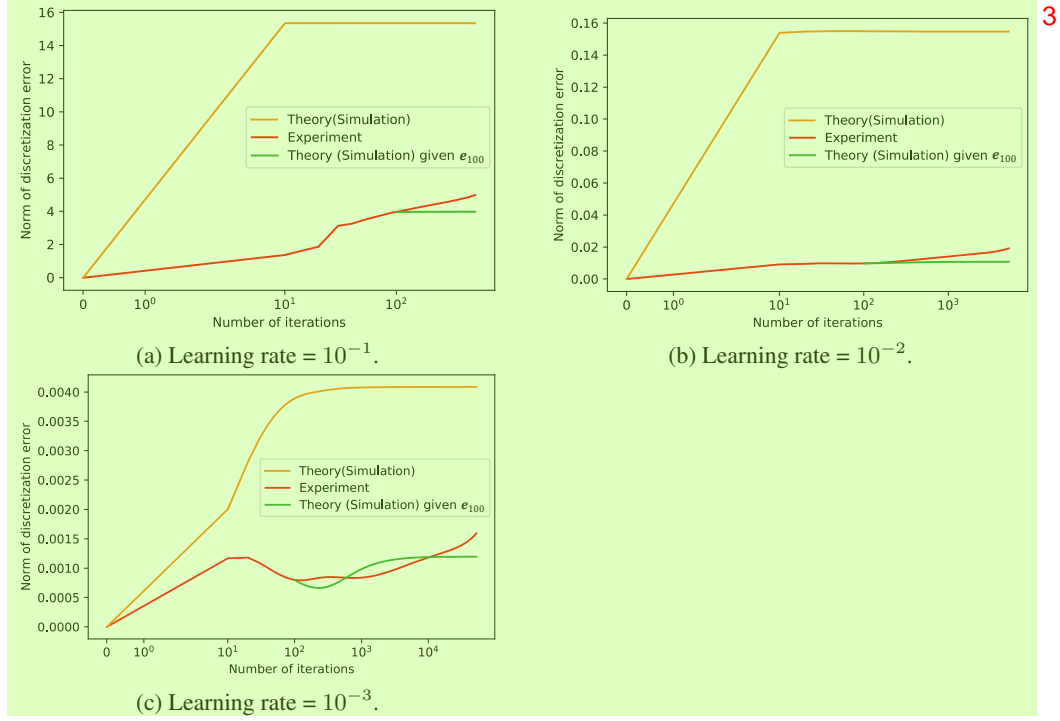 3
16
14
12
10
8
6
4
2
0
Norm of discretization error
Theory(Simulation)
Experiment
Theory (Simulation) given e₁₀₀
0 10⁰ 10¹ 10²
Number of iterations
(a) Learning rate = 10⁻¹.
0.16
0.14
0.12
0.10
0.08
0.06
0.04
0.02
0.00
Norm of discretization error
Theory(Simulation)
Experiment
Theory (Simulation) given e₁₀₀
0 10⁰ 10¹ 10² 10³
Number of iterations
(b) Learning rate = 10⁻².
0.0040
0.0035
0.0030
0.0025
0.0020
0.0015
0.0010
0.0005
0.0000
Norm of discretization error
Theory(Simulation)
Experiment
Theory (Simulation) given e₁₀₀
0 10⁰ 10¹ 10² 10³ 10⁴
Number of iterations
(c) Learning rate = 10⁻³.